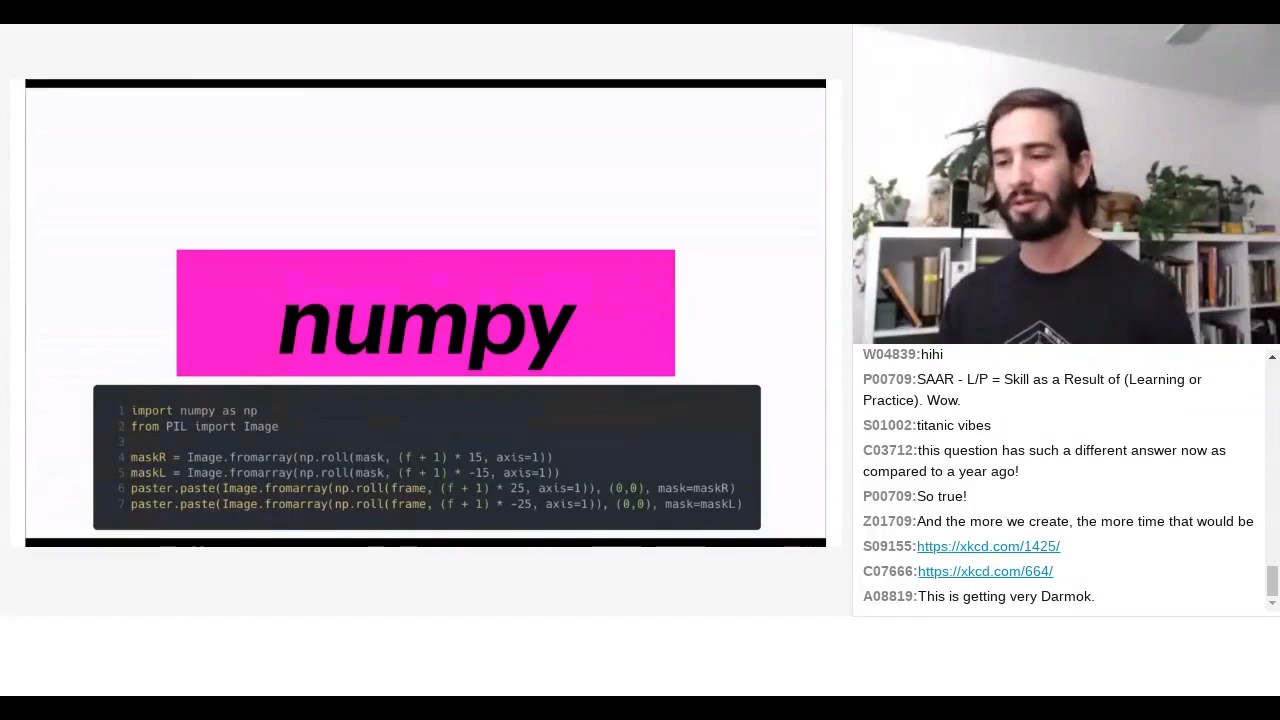 numpy
1 import numpy as np
2 from PIL import Image
3
4 maskR = Image.fromarray(np.roll(mask, (f + 1) * 15, axis=1))
5 maskL = Image.fromarray(np.roll(mask, (f + 1) * -15, axis=1))
6 paster.paste(Image.fromarray(np.roll(frame, (f + 1) * 25, axis=1)), (0,0), mask=maskR)
7 paster.paste(Image.fromarray(np.roll(frame, (f + 1) * -25, axis=1)), (0,0), mask=maskL)
W04839:hihi
P00709:SAAR - L/P = Skill as a Result of (Learning or
Practice). Wow.
S01002:titanic vibes
C03712:this question has such a different answer now as
compared to a year ago!
P00709:So true!
Z01709:And the more we create, the more time that would be
S09155:https://xkcd.com/1425/
C07666:https://xkcd.com/664/
A08819:This is getting very Darmok.